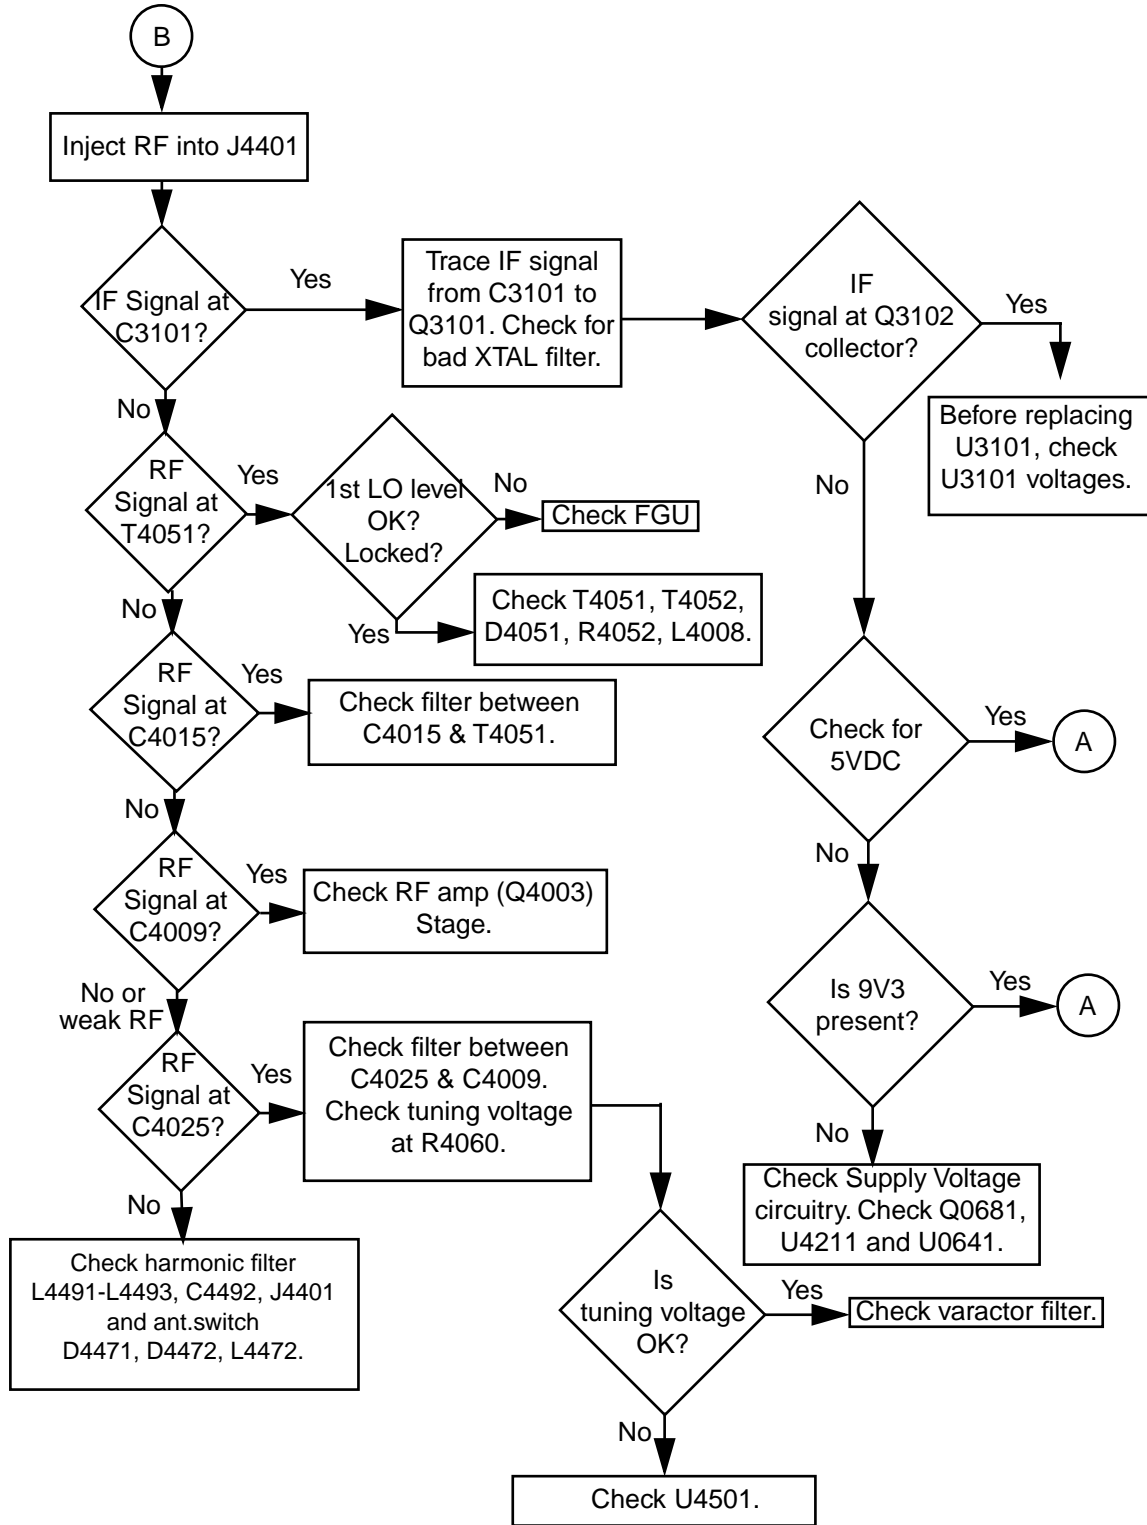 B
Inject RF into J4401
IF Signal at
C3101?
Yes
Trace IF signal
from C3101 to
Q3101. Check for
bad XTAL filter.
IF
signal at Q3102
collector?
Yes
Before replacing
U3101, check
U3101 voltages.
No
No
RF
Signal at
T4051?
Yes
1st LO level
OK?
Locked?
No
Check FGU
Yes
Check T4051, T4052,
D4051, R4052, L4008.
No
RF
Signal at
C4015?
Yes
Check filter between
C4015 & T4051.
Check for
5VDC
Yes
A
No
No
RF
Signal at
C4009?
Yes
Check RF amp (Q4003)
Stage.
Is 9V3
present?
Yes
A
No
Check Supply Voltage
circuitry. Check Q0681,
U4211 and U0641.
No or
weak RF
RF
Signal at
C4025?
Yes
Check filter between
C4025 & C4009.
Check tuning voltage
at R4060.
No
Check harmonic filter
L4491-L4493, C4492, J4401
and ant.switch
D4471, D4472, L4472.
Is
tuning voltage
OK?
Yes
Check varactor filter.
No
Check U4501.